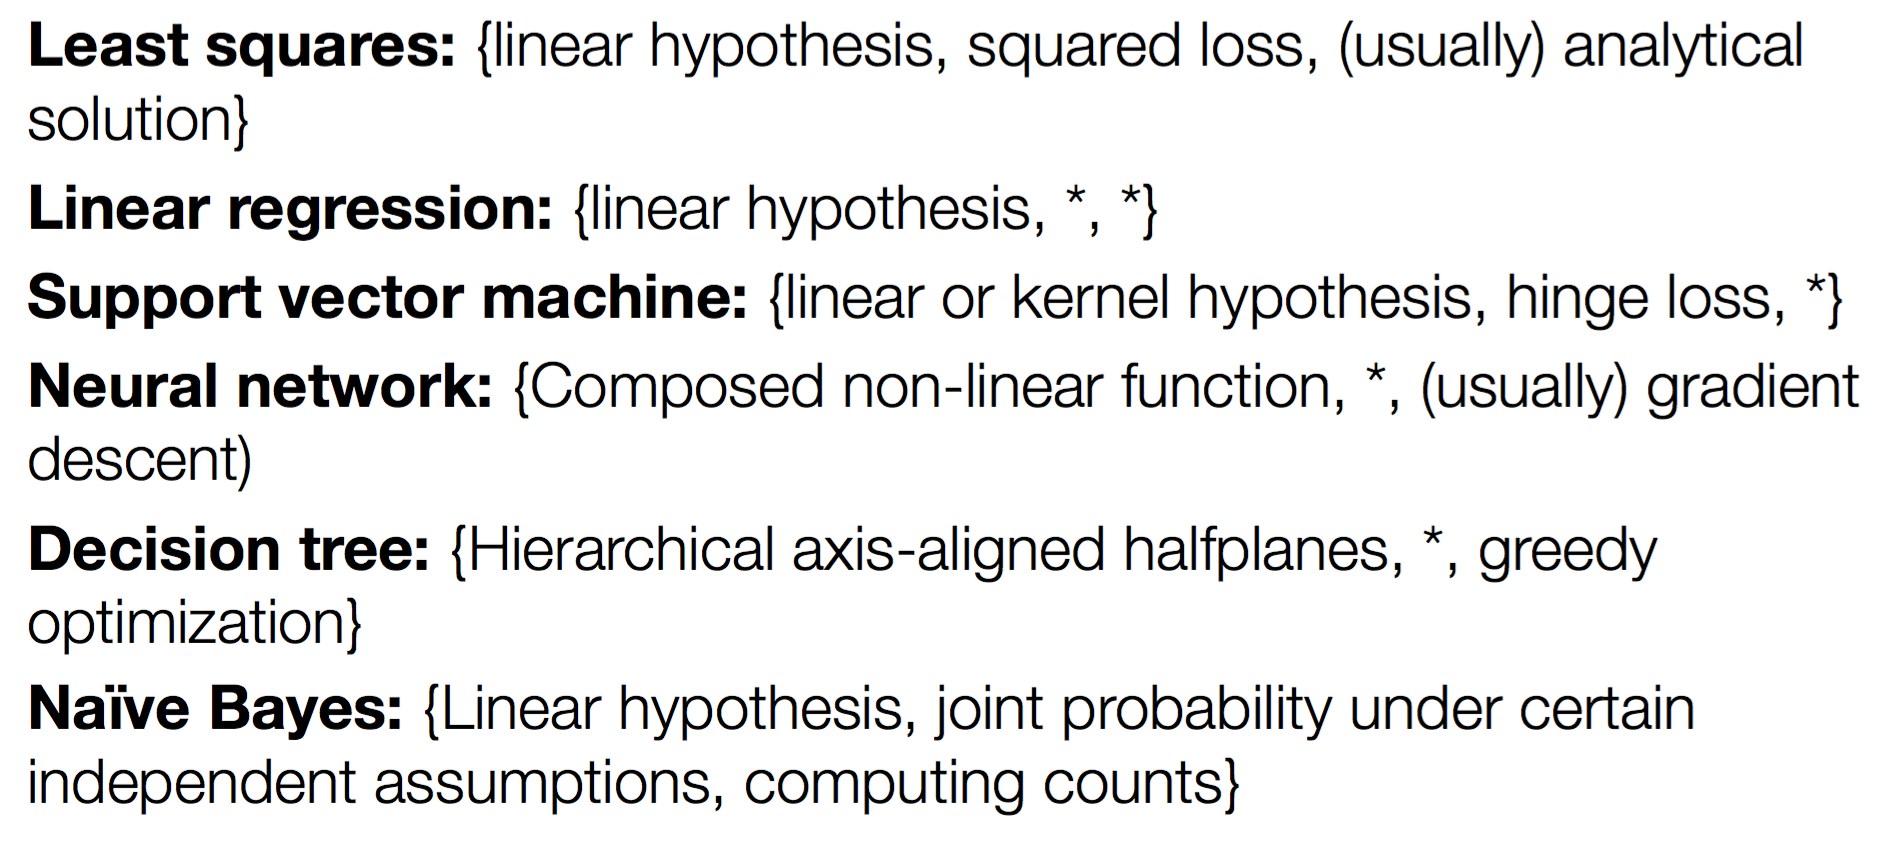 Least squares: {linear hypothesis, squared loss, (usually) analytical
solution}
Linear regression: {linear hypothesis, *, *}
Support vector machine: {linear or kernel hypothesis, hinge loss, *}
Neural network: {Composed non-linear function, *, (usually) gradient
descent)
Decision tree: {Hierarchical axis-aligned halfplanes, *, greedy
optimization}
Naïve Bayes: {Linear hypothesis, joint probability under certain
independent assumptions, computing counts}